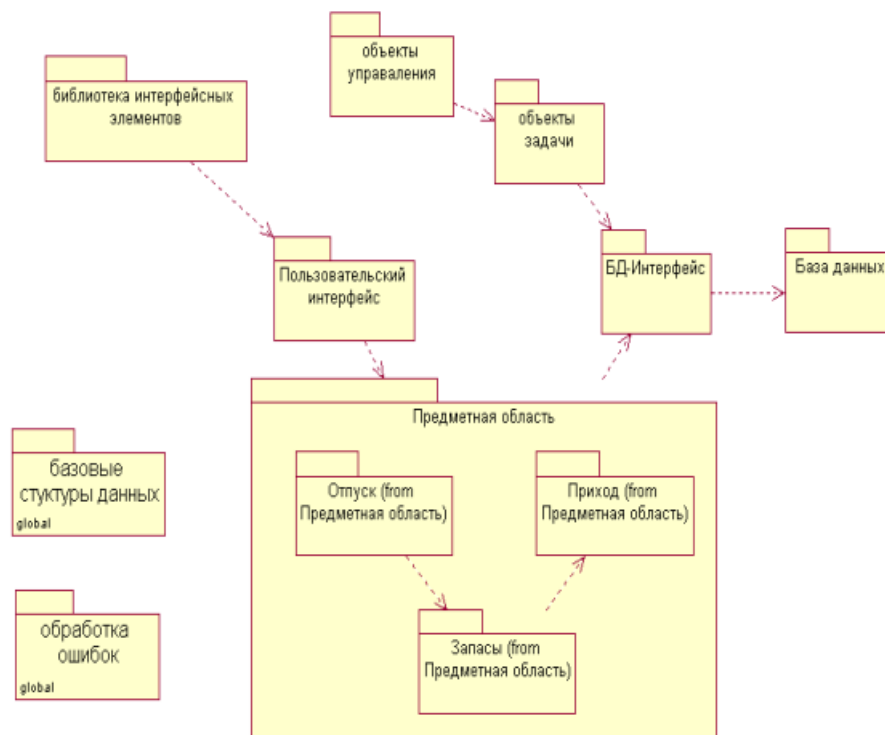 объекты
управаления
библиотека интерфейсных
элементов
объекты
задачи
Пользовательский
интерфейс
БД-Интерфейс
База данных
Предметная область
базовые
стуктуры данных
global
Отпуск (from
Предметная область)
Приход (from
Предметная область)
обработка
ошибок
global
Запасы (from
Предметная область)